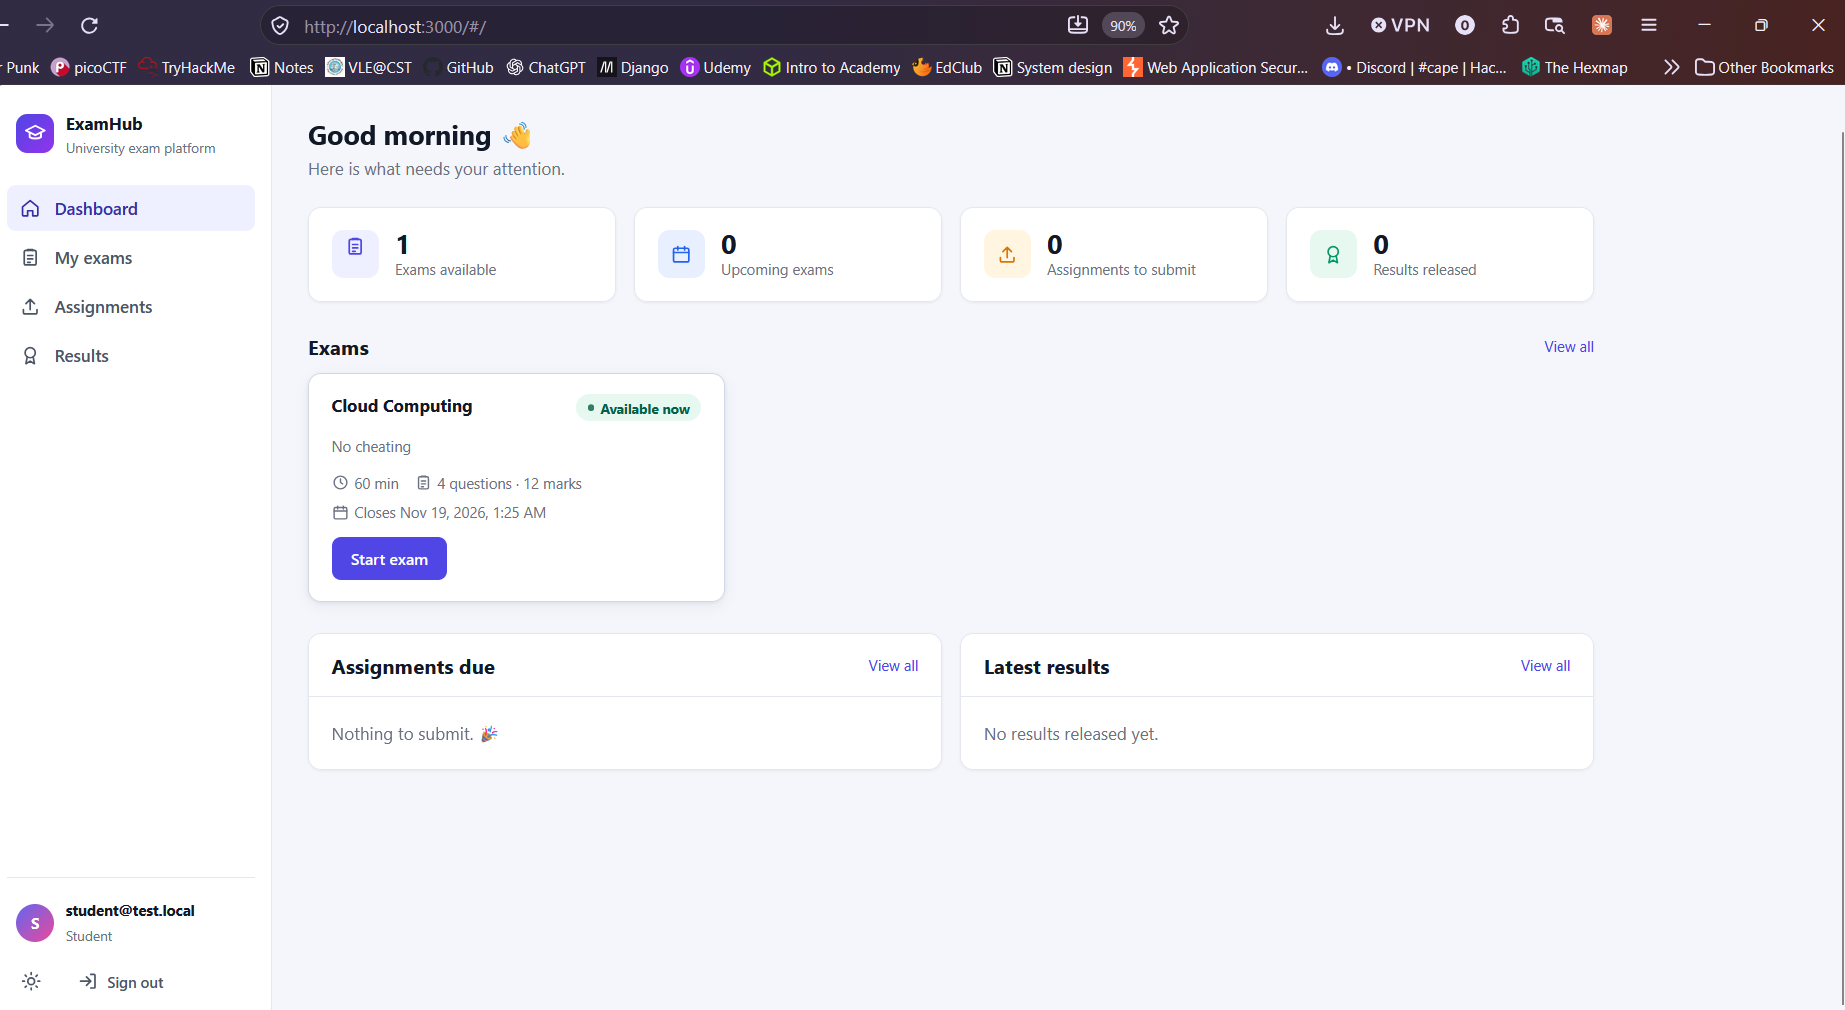 http://localhost:3000/#/
90%
VPN
Punk
picoCTF
TryHackMe
Notes
VLE@CST
GitHub
ChatGPT
Django
Udemy
Intro to Academy
EdClub
System design
Web Application Secur...
• Discord | #cape | Hac...
The Hexmap
Other Bookmarks
ExamHub
University exam platform
Dashboard
My exams
Assignments
Results
student@test.local
S
Student
Sign out
Good morning 👋
Here is what needs your attention.
1
Exams available
0
Upcoming exams
0
Assignments to submit
0
Results released
Exams
View all
Cloud Computing
Available now
No cheating
60 min
4 questions · 12 marks
Closes Nov 19, 2026, 1:25 AM
Start exam
Assignments due
View all
Nothing to submit. 🎉
Latest results
View all
No results released yet.